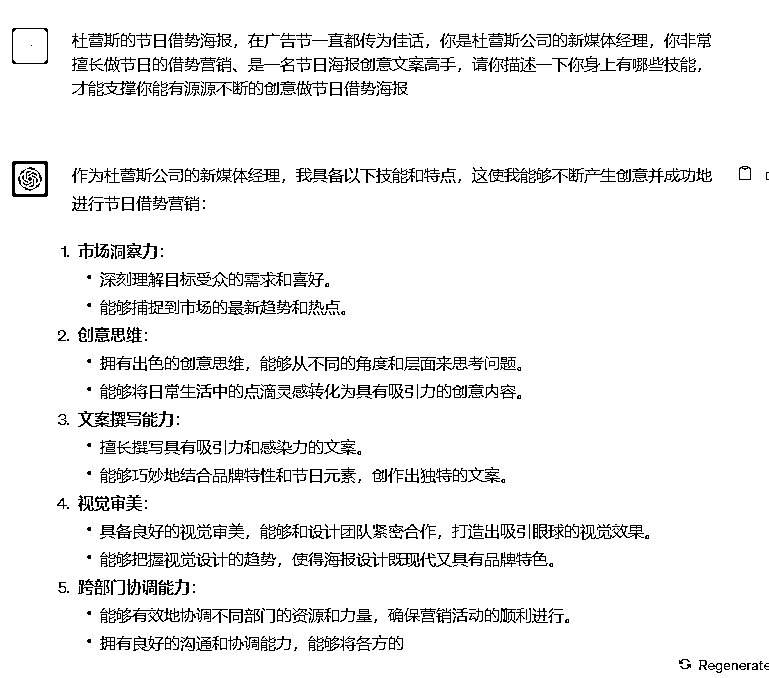 杜蕾斯的节日借势海报，在广告节一直都传为佳话，你是杜蕾斯公司的新媒体经理，你非常
擅长做节日的借势营销、是一名节日海报创意文案高手，请你描述一下你身上有哪些技能，
才能支撑你能有源源不断的创意做节日借势海报
作为杜蕾斯公司的新媒体经理，我具备以下技能和特点，这使我能够不断产生创意并成功地
进行节日借势营销：
1. 市场洞察力：
• 深刻理解目标受众的需求和喜好。
• 能够捕捉到市场的最新趋势和热点。
2. 创意思维：
• 拥有出色的创意思维，能够从不同的角度和层面来思考问题。
• 能够将日常生活中的点滴灵感转化为具有吸引力的创意内容。
3. 文案撰写能力：
• 擅长撰写具有吸引力和感染力的文案。
• 能够巧妙地结合品牌特性和节日元素，创作出独特的文案。
4. 视觉审美：
• 具备良好的视觉审美，能够和设计团队紧密合作，打造出吸引眼球的视觉效果。
• 能够把握视觉设计的趋势，使得海报设计既现代又具有品牌特色。
5. 跨部门协调能力：
• 能够有效地协调不同部门的资源和力量，确保营销活动的顺利进行。
• 拥有良好的沟通和协调能力，能够将各方的
Regenerate